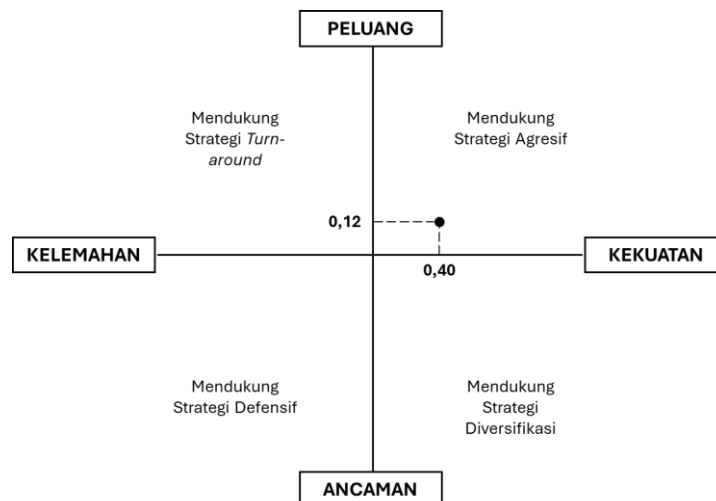 PELUANG
Mendukung
Strategi Turn-
around
Mendukung
Strategi Agresif
0,12
KELEMAHAN
0,40
KEKUATAN
Mendukung
Strategi Defensif
Mendukung
Strategi
Diversifikasi
ANCAMAN